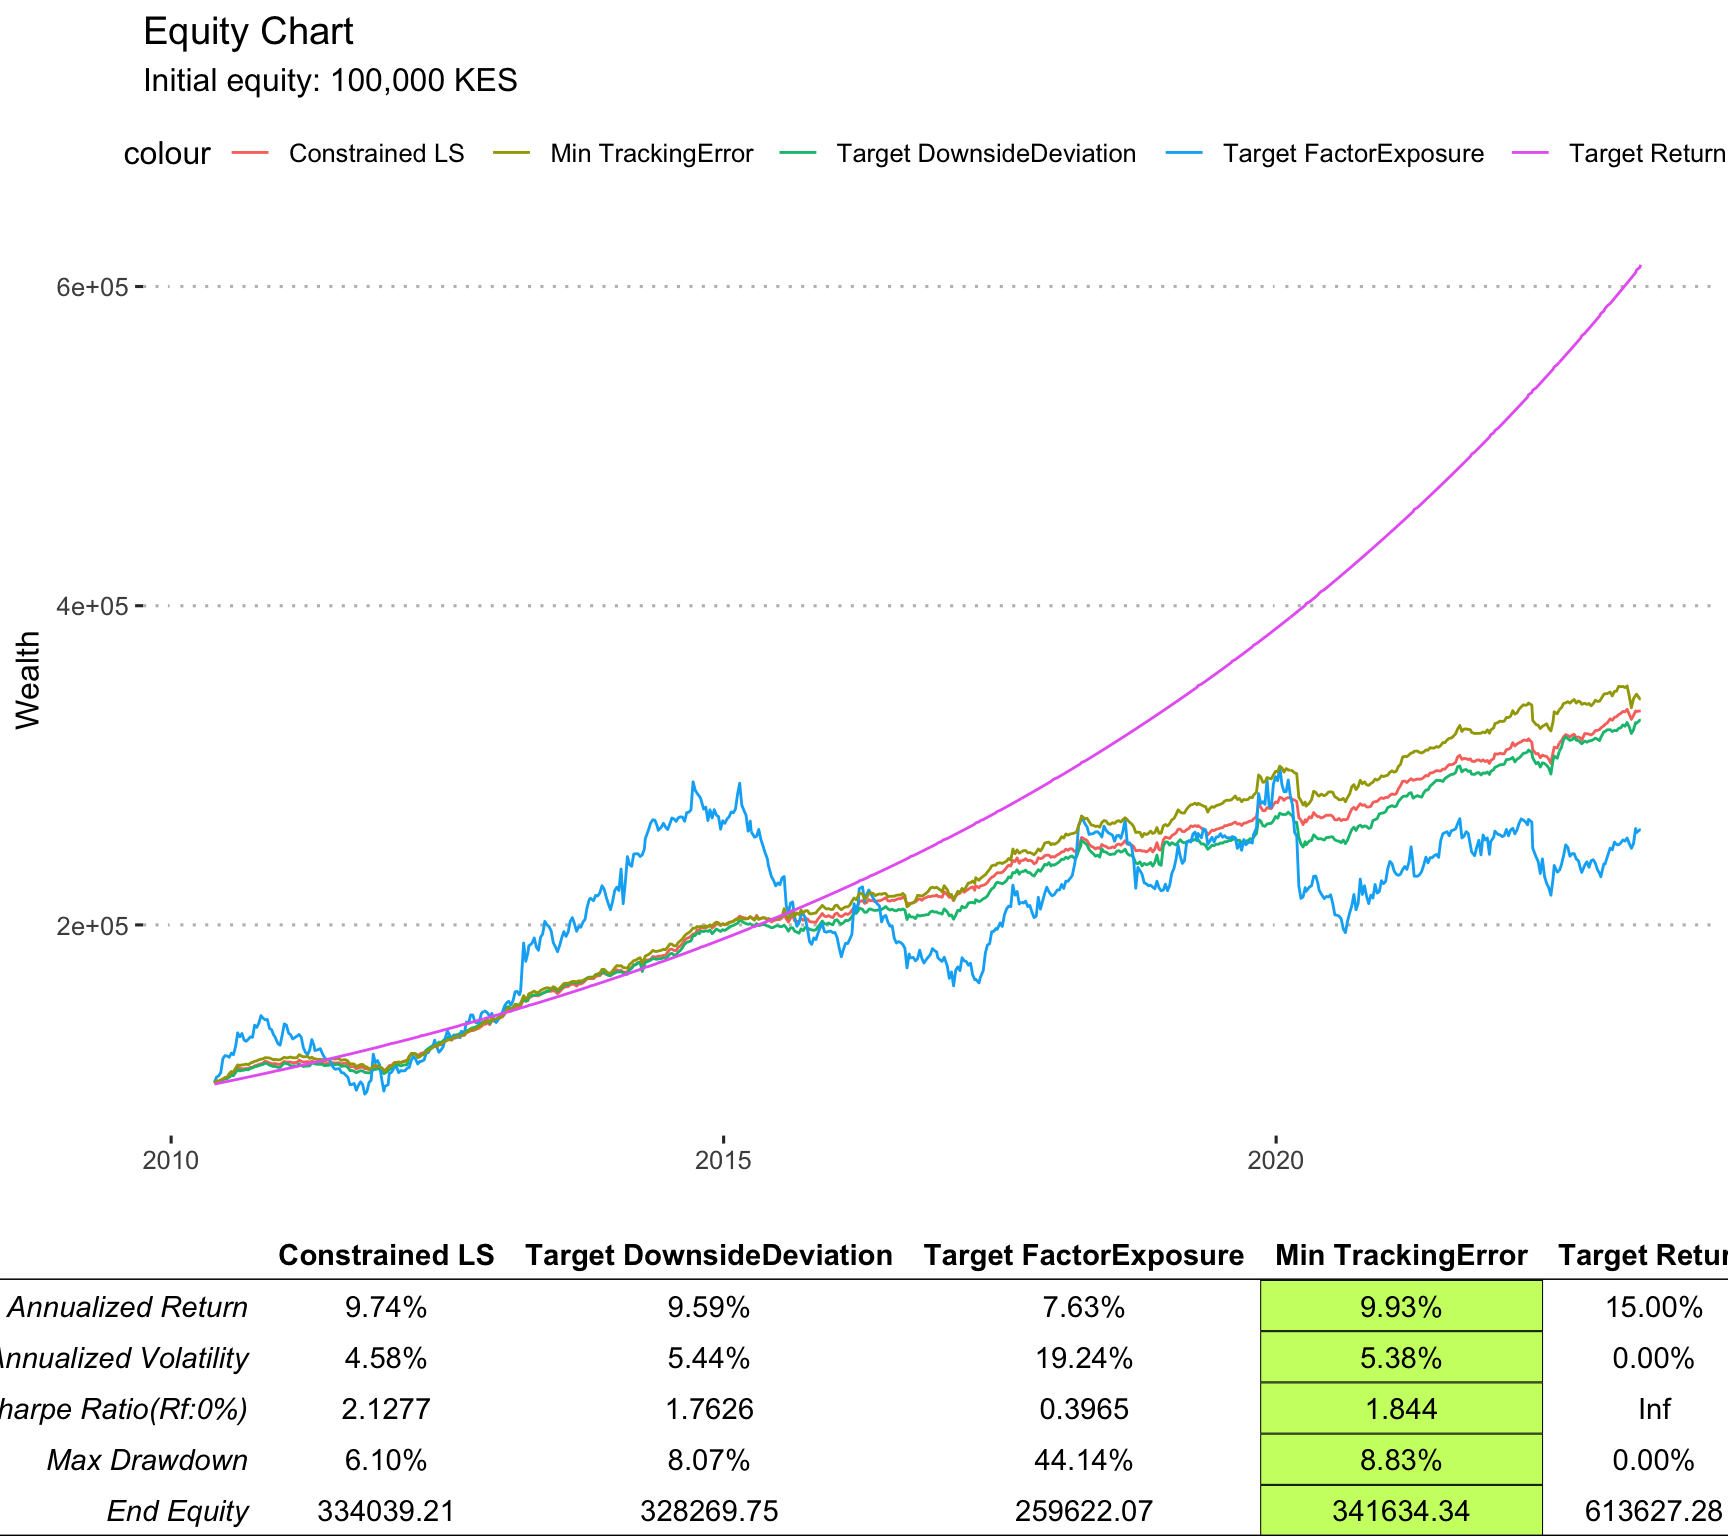 Equity Chart
Initial equity: 100,000 KES
colour Constrained LS Min TrackingError Target DownsideDeviation Target FactorExposure Target Return
6e+05
4e+05
Wealth
2e+05
2010 2015 2020
Constrained LS Target DownsideDeviation Target FactorExposure Min TrackingError Target Retur
Annualized Return 9.74% 9.59% 7.63% 9.93% 15.00%
Annualized Volatility 4.58% 5.44% 19.24% 5.38% 0.00%
harpe Ratio(Rf:0%) 2.1277 1.7626 0.3965 1.844 Inf
Max Drawdown 6.10% 8.07% 44.14% 8.83% 0.00%
End Equity 334039.21 328269.75 259622.07 341634.34 613627.28